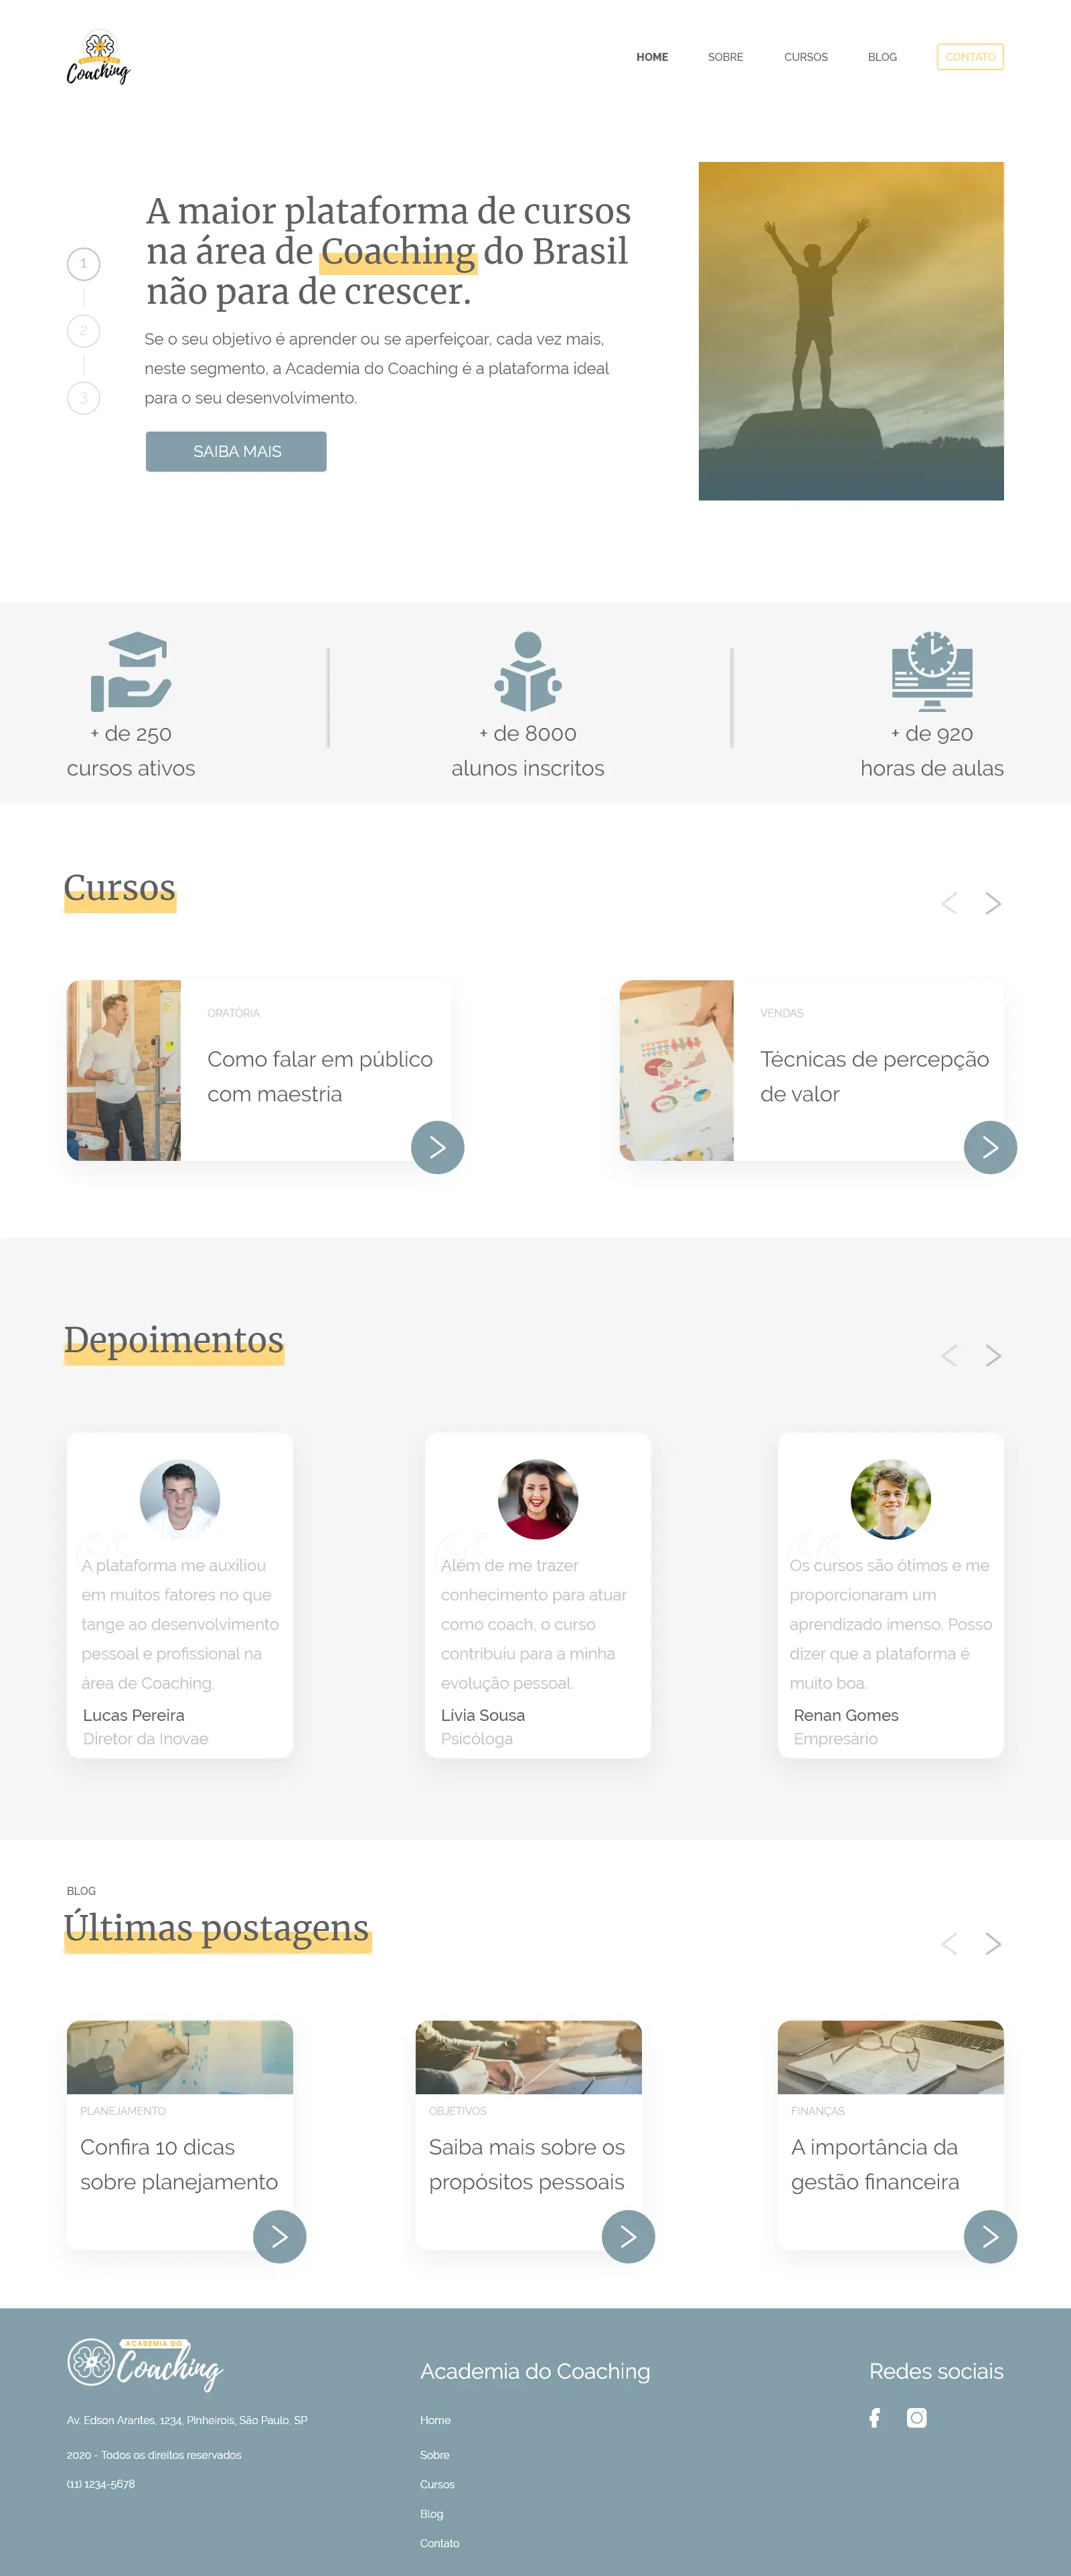 ACADEMIA DO
Coaching
HOME
SOBRE
CURSOS
BLOG
CONTATO
A maior plataforma de cursos
na área de Coaching do Brasil
não para de crescer.
1
2
3
Se o seu objetivo é aprender ou se aperfeiçoar, cada vez mais,
neste segmento, a Academia do Coaching é a plataforma ideal
para o seu desenvolvimento.
SAIBA MAIS
+ de 250
cursos ativos
+ de 8000
alunos inscritos
+ de 920
horas de aulas
Cursos
ORATÓRIA
Como falar em público
com maestria
VENDAS
Técnicas de percepção
de valor
Depoimentos
A plataforma me auxiliou
em muitos fatores no que
tange ao desenvolvimento
pessoal e profissional na
área de Coaching.
Lucas Pereira
Diretor da Inovae
Além de me trazer
conhecimento para atuar
como coach, o curso
contribuiu para a minha
evolução pessoal.
Lívia Sousa
Psicóloga
Os cursos são ótimos e me
proporcionaram um
aprendizado imenso. Posso
dizer que a plataforma é
muito boa.
Renan Gomes
Empresário
BLOG
Últimas postagens
PLANEJAMENTO
Confira 10 dicas
sobre planejamento
OBJETIVOS
Saiba mais sobre os
propósitos pessoais
FINANÇAS
A importância da
gestão financeira
ACADEMIA DO
Coaching
Av. Edson Arantes, 1234, Pinheirois, São Paulo, SP
2020 - Todos os direitos reservados
(11) 1234-5678
Academia do Coaching
Home
Sobre
Cursos
Blog
Contato
Redes sociais